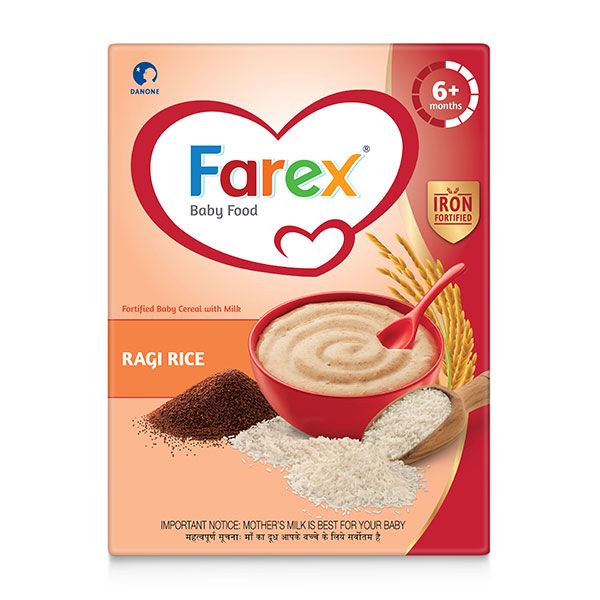 DANONE
6+
months
Farex®
Baby Food
IRON
FORTIFIED
Fortified Baby Cereal with Milk
RAGI RICE
IMPORTANT NOTICE: MOTHER'S MILK IS BEST FOR YOUR BABY
महत्वपूर्ण सूचनाः माँ का दूध आपके बच्चे के लिये सर्वोतम है